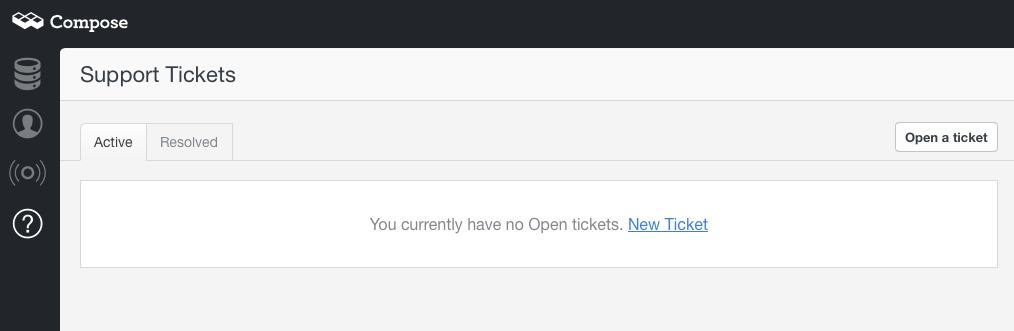 Compose
Support Tickets
Active
Resolved
Open a ticket
You currently have no Open tickets. New Ticket
?